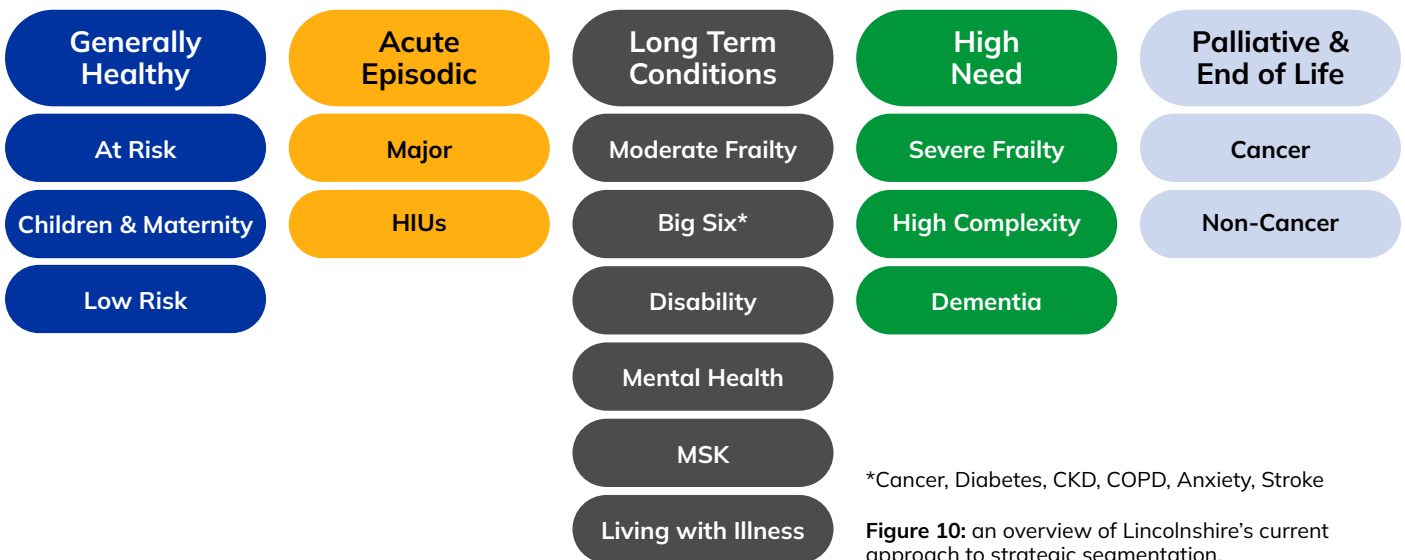 Generally
Healthy
At Risk
Children & Maternity
Low Risk
Acute
Episodic
Major
HIUs
Long Term
Conditions
Moderate Frailty
Big Six*
Disability
Mental Health
MSK
Living with Illness
High
Need
Severe Frailty
High Complexity
Dementia
Palliative &
End of Life
Cancer
Non-Cancer
*Cancer, Diabetes, CKD, COPD, Anxiety, Stroke
Figure 10: an overview of Lincolnshire's current
approach to strategic segmentation.